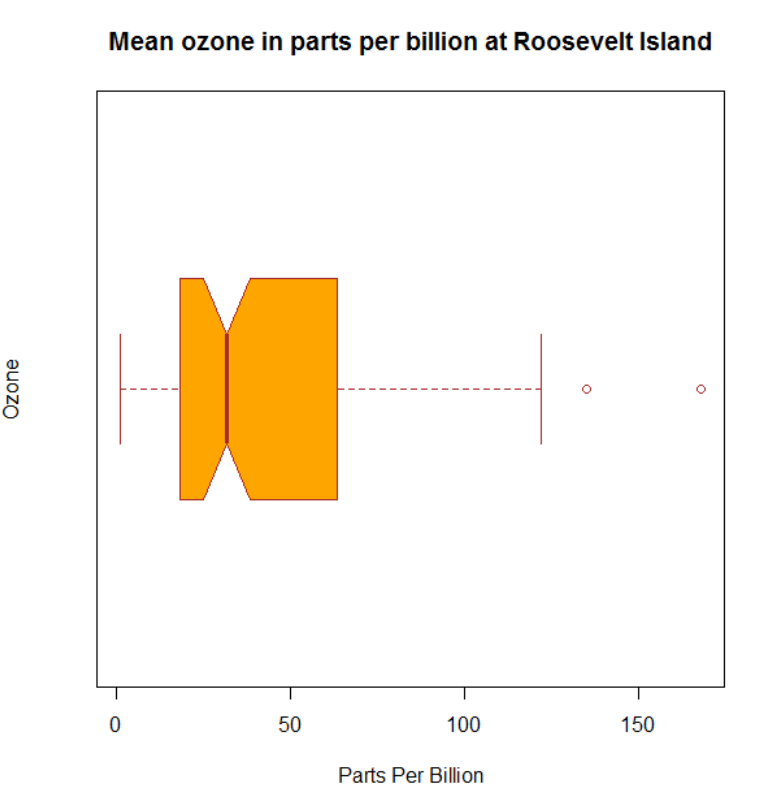 Mean ozone in parts per billion at Roosevelt Island
Ozone
0 50 100 150
Parts Per Billion